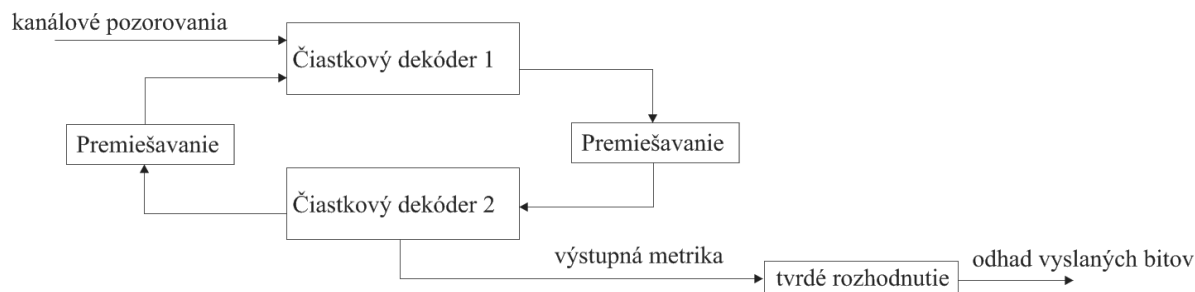 kanálové pozorovania
Čiastkový dekóder 1
Premiešavanie
Premiešavanie
Čiastkový dekóder 2
výstupná metrika
tvrdé rozhodnutie
odhad vyslaných bitov